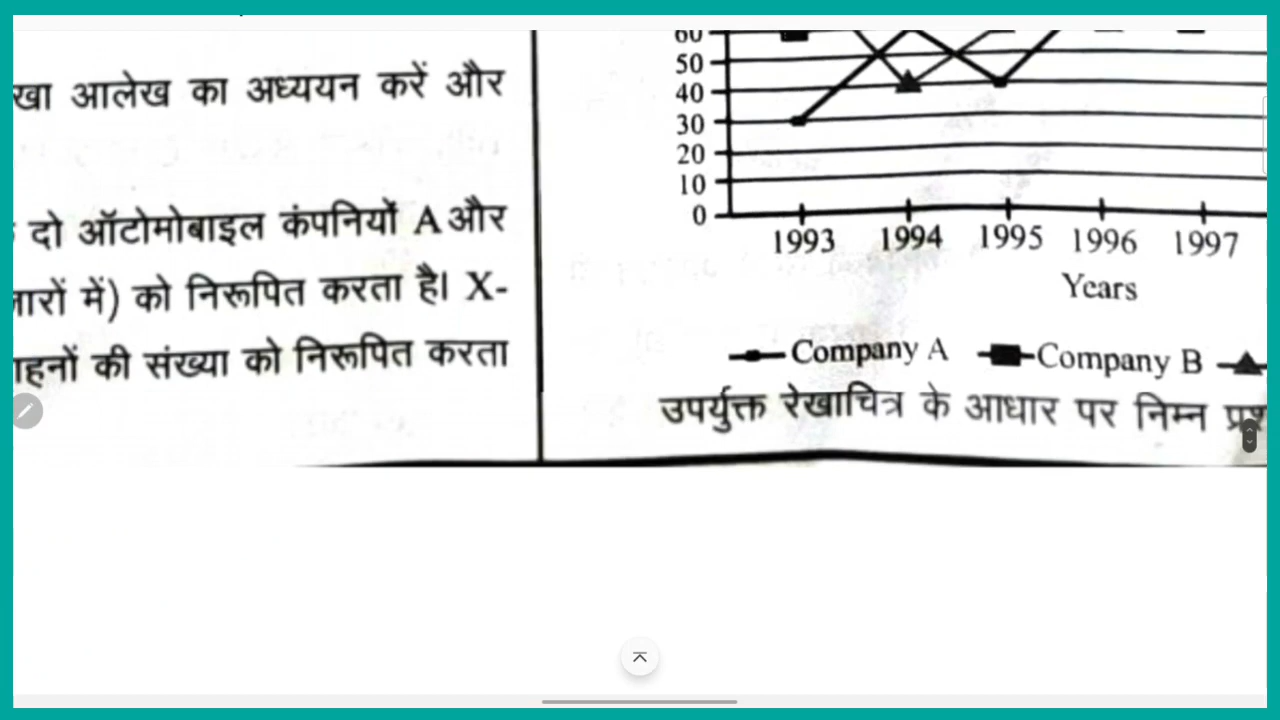 खा आलेख का अध्ययन करें और
दो ऑटोमोबाइल कंपनियों A और
में) को निरूपित करता है। X-
की संख्या को निरूपित करता
60
50
40
30
20
10
0
1993 1994 1995 1996 1997
Years
Company A Company B
उपर्युक्त रेखाचित्र के आधार पर निम्न